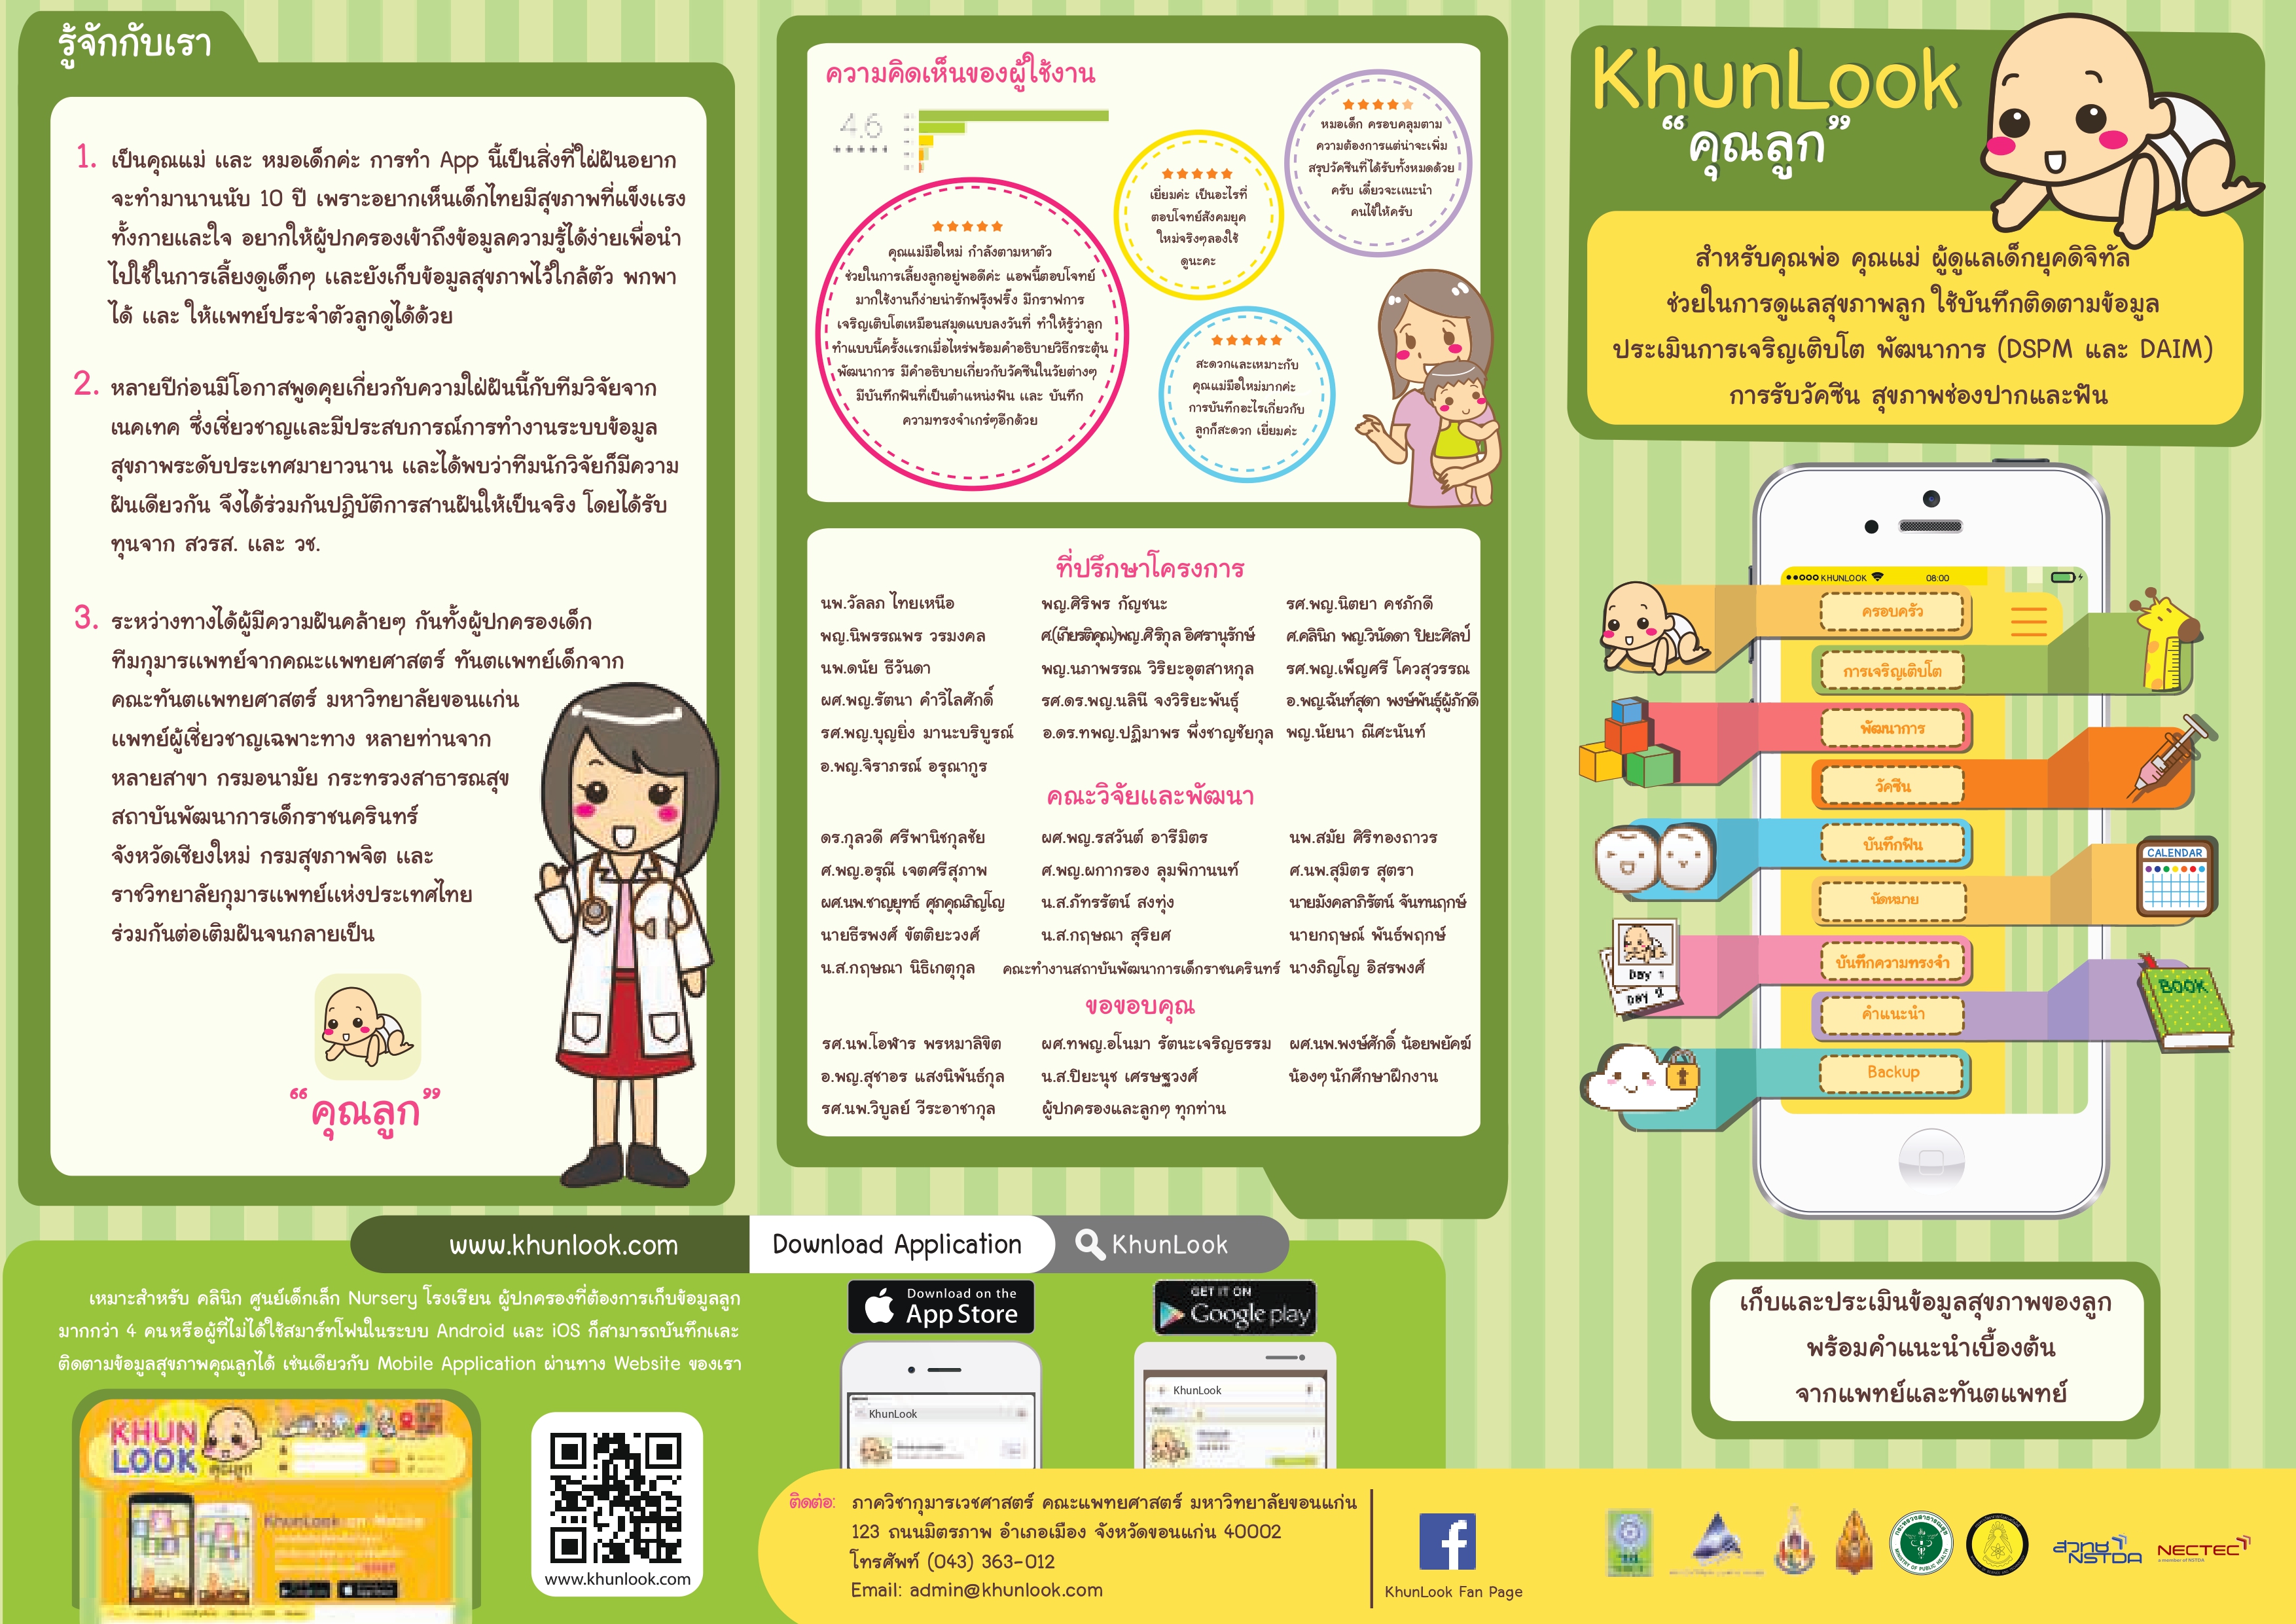 รู้จักกับเรา
1. เป็นคุณแม่ และ หมอเด็กค่ะ การทำ App นี้เป็นสิ่งที่ใฝ่ฝันอยาก
จะทำมานานนับ 10 ปี เพราะอยากเห็นเด็กไทยมีสุขภาพที่แข็งแรง
ทั้งกายและใจ อยากให้ผู้ปกครองเข้าถึงข้อมูลความรู้ได้ง่ายเพื่อนำ
ไปใช้ในการเลี้ยงดูเด็กๆ และยังเก็บข้อมูลสุขภาพไว้ใกล้ตัว พกพา
ได้ และ ให้แพทย์ประจำตัวลูกดูได้ด้วย
2. หลายปีก่อนมีโอกาสพูดคุยเกี่ยวกับความใฝ่ฝันนี้กับทีมวิจัยจาก
เนคเทค ซึ่งเชี่ยวชาญและมีประสบการณ์การทำงานระบบข้อมูล
สุขภาพระดับประเทศมายาวนาน และได้พบว่าทีมนักวิจัยก็มีความ
ฝันเดียวกัน จึงได้ร่วมกันปฏิบัติการสานฝันให้เป็นจริง โดยได้รับ
ทุนจาก สวรส. และ วช.
3. ระหว่างทางได้ผู้มีความฝันคล้ายๆ กันทั้งผู้ปกครองเด็ก
ทีมกุมารแพทย์จากคณะแพทยศาสตร์ ทันตแพทย์เด็กจาก
คณะทันตแพทยศาสตร์ มหาวิทยาลัยขอนแก่น
แพทย์ผู้เชี่ยวชาญเฉพาะทาง หลายท่านจาก
หลายสาขา กรมอนามัย กระทรวงสาธารณสุข
สถาบันพัฒนาการเด็กราชนครินทร์
จังหวัดเชียงใหม่ กรมสุขภาพจิต และ
ราชวิทยาลัยกุมารแพทย์แห่งประเทศไทย
ร่วมกันต่อเติมฝันจนกลายเป็น
“คุณลูก”
ความคิดเห็นของผู้ใช้งาน
4.6
คุณแม่มือใหม่ กำลังตามหาตัว
ช่วยในการเลี้ยงลูกอยู่พอดีค่ะ แอพนี้ตอบโจทย์
มากใช้งานก็ง่ายน่ารักฟรุ้งฟริ้ง มีกราฟการ
เจริญเติบโตเหมือนสมุดแบบลงวันที่ ทำให้รู้ว่าลูก
ทำแบบนี้ครั้งแรกเมื่อไหร่พร้อมคำอธิบายวิธีกระตุ้น
พัฒนาการ มีคำอธิบายเกี่ยวกับวัคซีนในวัยต่างๆ
มีบันทึกฟันที่เป็นตำแหน่งฟัน และ บันทึก
ความทรงจำเก๋ๆอีกด้วย
เยี่ยมค่ะ เป็นอะไรที่
ตอบโจทย์สังคมยุค
ใหม่จริงๆลองใช้
ดูนะคะ
หมอเด็ก ครอบคลุมตาม
ความต้องการแต่น่าจะเพิ่ม
สรุปวัคซีนที่ได้รับทั้งหมดด้วย
ครับ เดี๋ยวจะแนะนำ
คนไข้ให้ครับ
สะดวกและเหมาะกับ
คุณแม่มือใหม่มากค่ะ
การบันทึกอะไรเกี่ยวกับ
ลูกก็สะดวก เยี่ยมค่ะ
ที่ปรึกษาโครงการ
นพ.วัลลภ ไทยเหนือ พญ.ศิริพร กัญชนะ รศ.พญ.นิตยา คชภักดี
พญ.นิพรรณพร วรมงคล ศ.(เกียรติคุณ)พญ.ศิริกุล อิศรานุรักษ์ ศ.คลินิก พญ.วินัดดา ปิยะศิลป์
นพ.ดนัย ธีวันดา พญ.นภาพรรณ วิริยะอุตสาหกุล รศ.พญ.เพ็ญศรี โควสุวรรณ
ผศ.พญ.รัตนา คำวิไลศักดิ์ รศ.ดร.พญ.นลินี จงวิริยะพันธุ์ อ.พญ.ฉันท์สุดา พงษ์พันธุ์ผู้ภักดี
รศ.พญ.บุญยิ่ง มานะบริบูรณ์ อ.ดร.ทพญ.ปฏิมาพร พึ่งชาญชัยกุล พญ.นัยนา ณีศะนันท์
อ.พญ.จิราภรณ์ อรุณากูร
คณะวิจัยและพัฒนา
ดร.กุลวดี ศรีพานิชกุลชัย ผศ.พญ.รสวันต์ อารีมิตร นพ.สมัย ศิริทองถาวร
ศ.พญ.อรุณี เจตศรีสุภาพ ศ.พญ.ผกากรอง ลุมพิกานนท์ ศ.นพ.สุมิตร สุตรา
ผศ.นพ.ชาญยุทธ์ ศุภคุณภิญโญ น.ส.ภัทรรัตน์ สงทุ่ง นายมังคลาภิรัตน์ จันทนฤกษ์
นายธีรพงศ์ ขัตติยะวงศ์ น.ส.กฤษณา สุริยศ นายกฤษณ์ พันธ์พฤกษ์
น.ส.กฤษณา นิธิเกตุกุล คณะทำงานสถาบันพัฒนาการเด็กราชนครินทร์ นางภิญโญ อิสรพงศ์
ขอขอบคุณ
รศ.นพ.โอฬาร พรหมาลิขิต ผศ.ทพญ.อโนมา รัตนะเจริญธรรม ผศ.นพ.พงษ์ศักดิ์ น้อยพยัคฆ์
อ.พญ.สุชาอร แสงนิพันธ์กุล น.ส.ปิยะนุช เศรษฐวงศ์ น้องๆ นักศึกษาฝึกงาน
รศ.นพ.วิบูลย์ วีระอาชากุล ผู้ปกครองและลูกๆ ทุกท่าน
KhunLook
“คุณลูก”
สำหรับคุณพ่อ คุณแม่ ผู้ดูแลเด็กยุคดิจิทัล
ช่วยในการดูแลสุขภาพลูก ใช้บันทึกติดตามข้อมูล
ประเมินการเจริญเติบโต พัฒนาการ (DSPM และ DAIM)
การรับวัคซีน สุขภาพช่องปากและฟัน
KHUNLOOK 08:00
ครอบครัว
การเจริญเติบโต
พัฒนาการ
วัคซีน
บันทึกฟัน
นัดหมาย
CALENDAR
บันทึกความทรงจำ
Day 1
Day 2
คำแนะนำ
BOOK
Backup
เก็บและประเมินข้อมูลสุขภาพของลูก
พร้อมคำแนะนำเบื้องต้น
จากแพทย์และทันตแพทย์
www.khunlook.com Download Application KhunLook
เหมาะสำหรับ คลินิก ศูนย์เด็กเล็ก Nursery โรงเรียน ผู้ปกครองที่ต้องการเก็บข้อมูลลูก
มากกว่า 4 คนหรือผู้ที่ไม่ได้ใช้สมาร์ทโฟนในระบบ Android และ iOS ก็สามารถบันทึกและ
ติดตามข้อมูลสุขภาพคุณลูกได้ เช่นเดียวกับ Mobile Application ผ่านทาง Website ของเรา
KHUN
LOOK
คุณลูก
KhunLook on Mobile
www.khunlook.com
Download on the
App Store
GET IT ON
Google play
KhunLook
KhunLook
ติดต่อ: ภาควิชากุมารเวชศาสตร์ คณะแพทยศาสตร์ มหาวิทยาลัยขอนแก่น
123 ถนนมิตรภาพ อำเภอเมือง จังหวัดขอนแก่น 40002
โทรศัพท์ (043) 363-012
Email: admin@khunlook.com
KhunLook Fan Page
กระทรวงสาธารณสุข
MINISTRY OF PUBLIC HEALTH
สวทช
NSTDA
NECTEC
a member of NSTDA